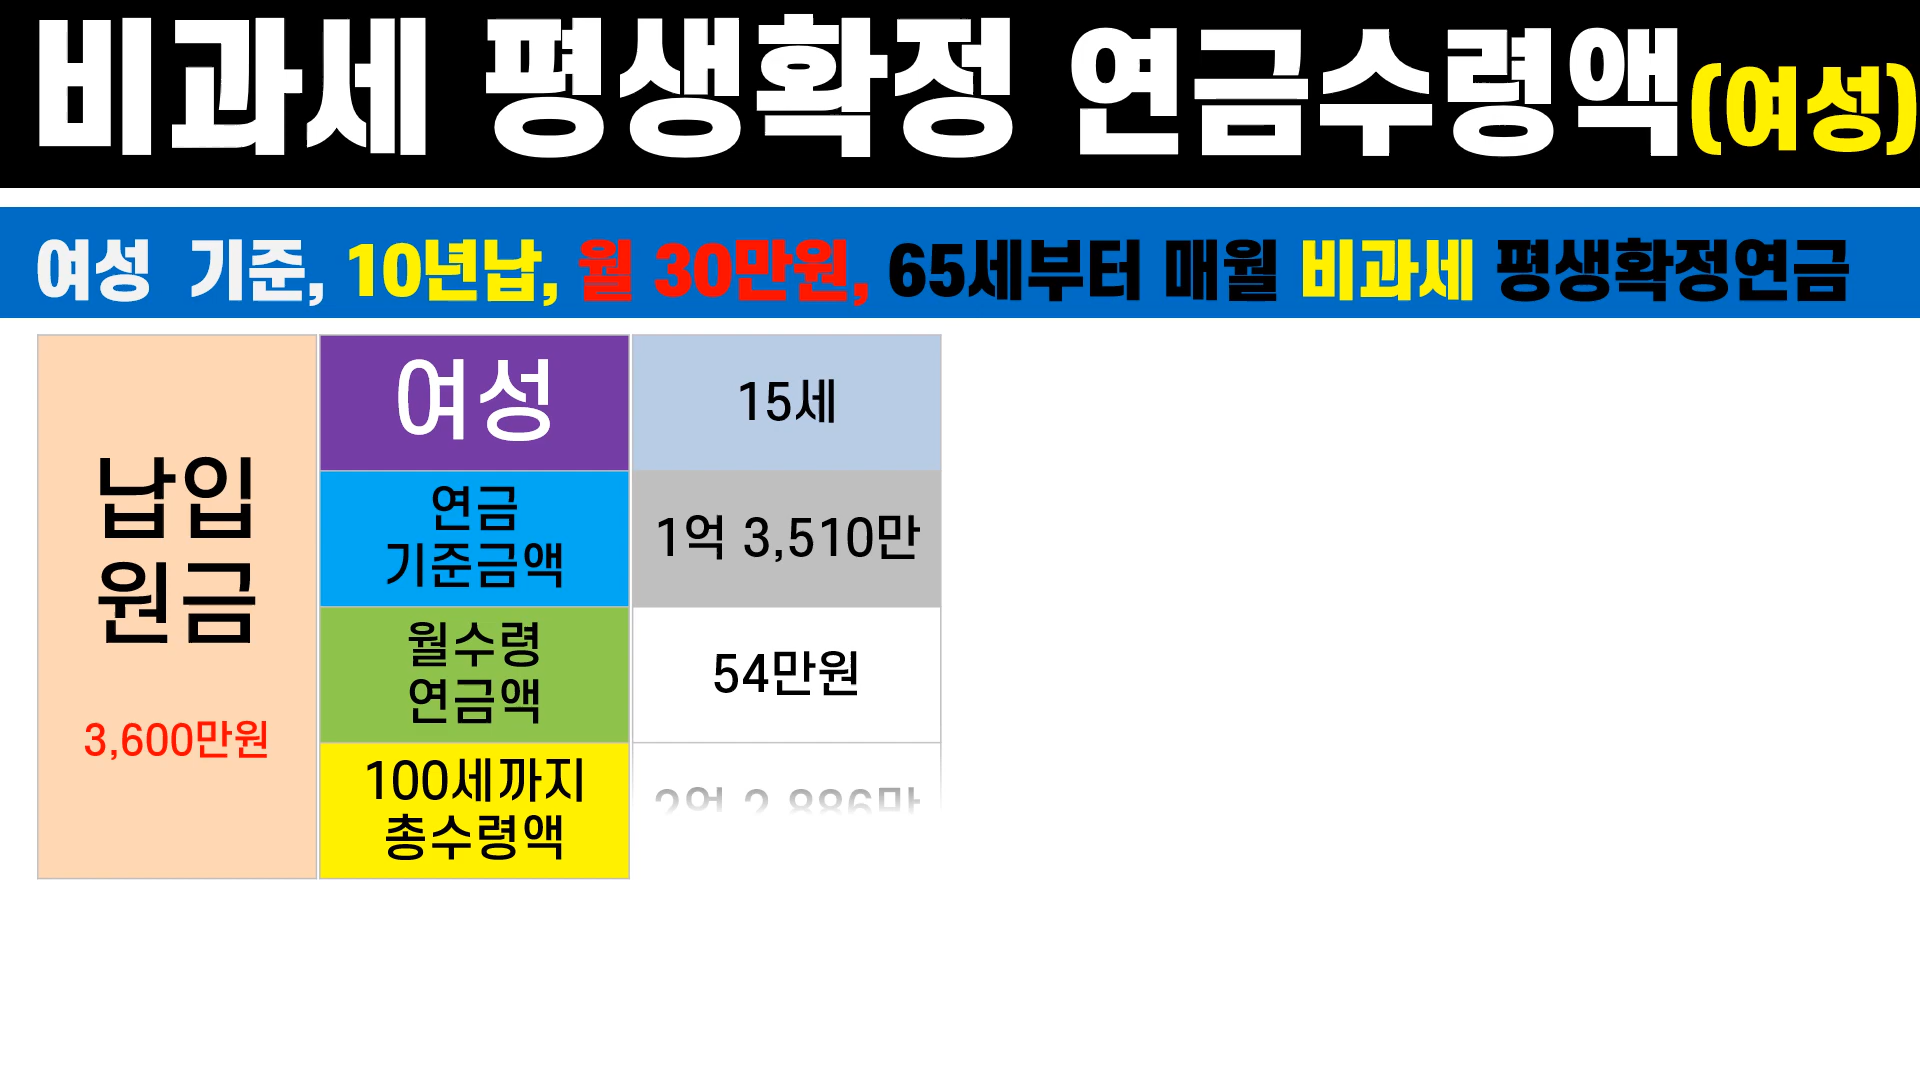 비과세 평생확정 연금수령액(여성)
여성 기준, 10년납, 월 30만원, 65세부터 매월 비과세 평생확정연금
납입
원금
3,600만원
여성
15세
연금
기준금액
1억 3,510만
월수령
연금액
54만원
100세까지
총수령액